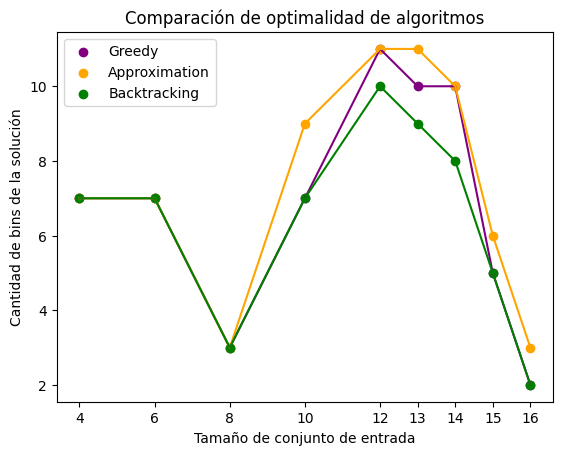 Comparación de optimalidad de algoritmos
Greedy
Approximation
Backtracking
Cantidad de bins de la solución
10
8
6
4
2
4 6 8 10 12 13 14 15 16
Tamaño de conjunto de entrada